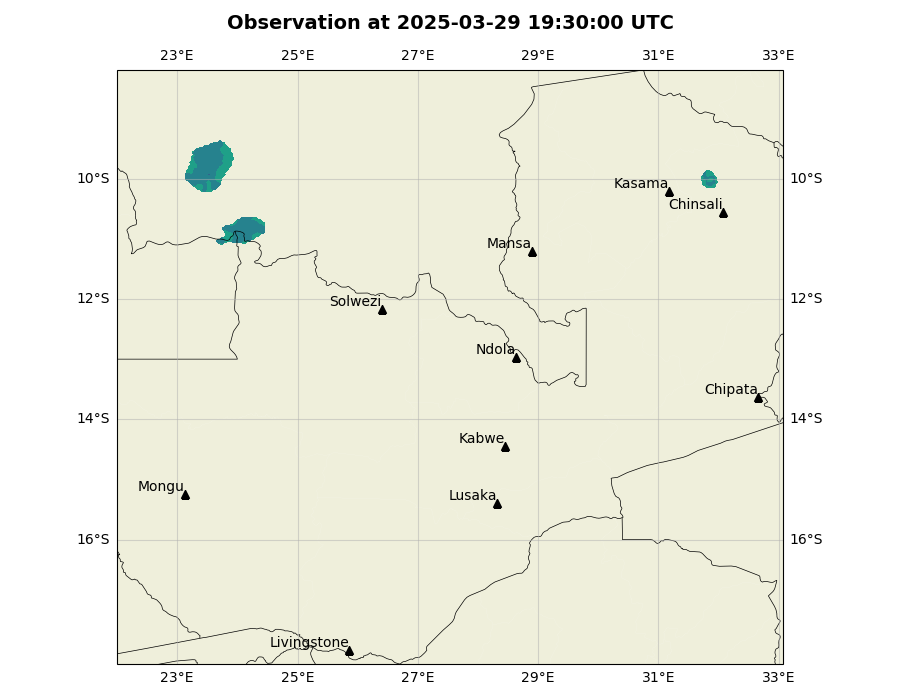 Observation at 2025-03-29 19:30:00 UTC
23°E 25°E 27°E 29°E 31°E 33°E
10°S 10°S
Kasama
Chinsali
Mansa
12°S 12°S
Solwezi
Ndola
Chipata
14°S 14°S
Kabwe
Mongu
Lusaka
16°S 16°S
Livingstone
23°E 25°E 27°E 29°E 31°E 33°E